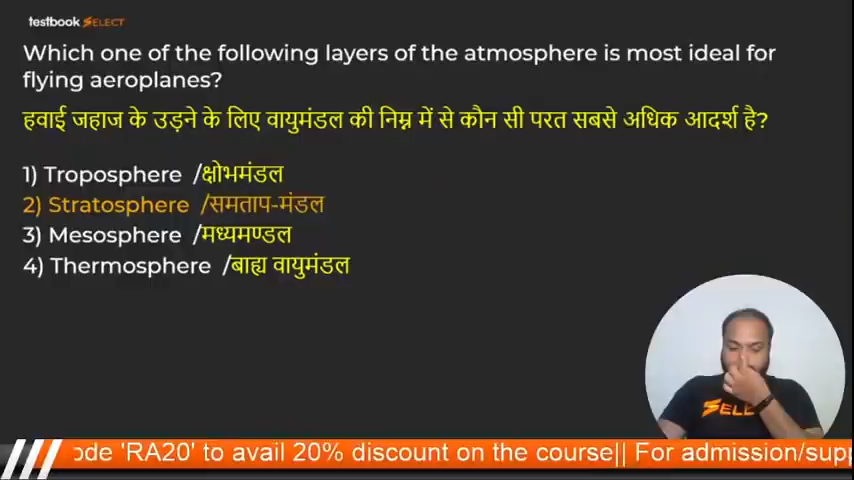 testbook SELECT
Which one of the following layers of the atmosphere is most ideal for
flying aeroplanes?
हवाई जहाज के उड़ने के लिए वायुमंडल की निम्न में से कौन सी परत सबसे अधिक आदर्श है?
1) Troposphere /क्षोभमंडल
2) Stratosphere /समताप-मंडल
3) Mesosphere /मध्यमण्डल
4) Thermosphere /बाह्य वायुमंडल
SELE
ode 'RA20' to avail 20% discount on the course|| For admission/supp